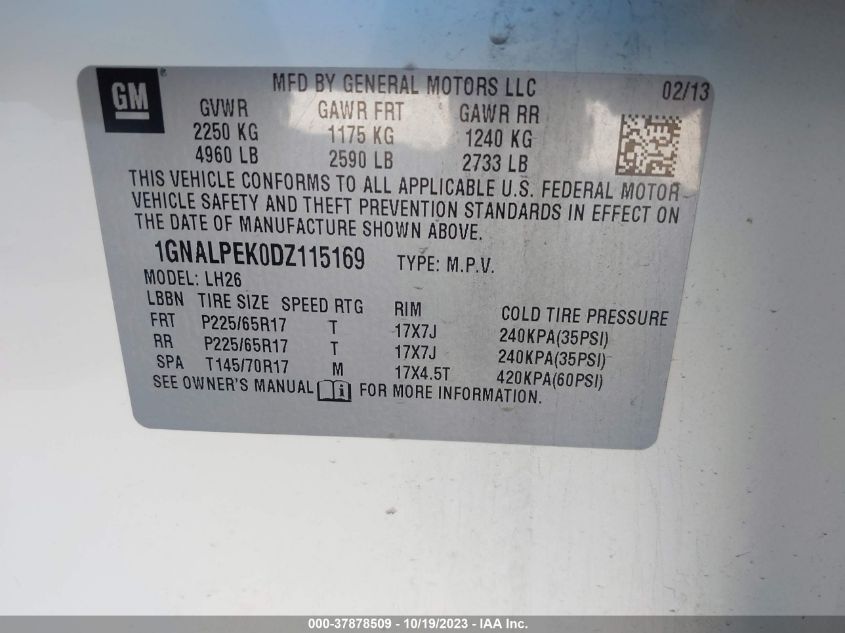 GM
®
MFD BY GENERAL MOTORS LLC 02/13
GVWR GAWR FRT GAWR RR
2250 KG 1175 KG 1240 KG
4960 LB 2590 LB 2733 LB
THIS VEHICLE CONFORMS TO ALL APPLICABLE U.S. FEDERAL MOTOR
VEHICLE SAFETY AND THEFT PREVENTION STANDARDS IN EFFECT ON
THE DATE OF MANUFACTURE SHOWN ABOVE.
1GNALPEK0DZ115169 TYPE: M.P.V.
MODEL: LH26
LBBN TIRE SIZE SPEED RTG RIM COLD TIRE PRESSURE
FRT P225/65R17 T 17X7J 240KPA(35PSI)
RR P225/65R17 T 17X7J 240KPA(35PSI)
SPA T145/70R17 M 17X4.5T 420KPA(60PSI)
SEE OWNER'S MANUAL i FOR MORE INFORMATION.
000-37878509 - 10/19/2023 - IAA Inc.